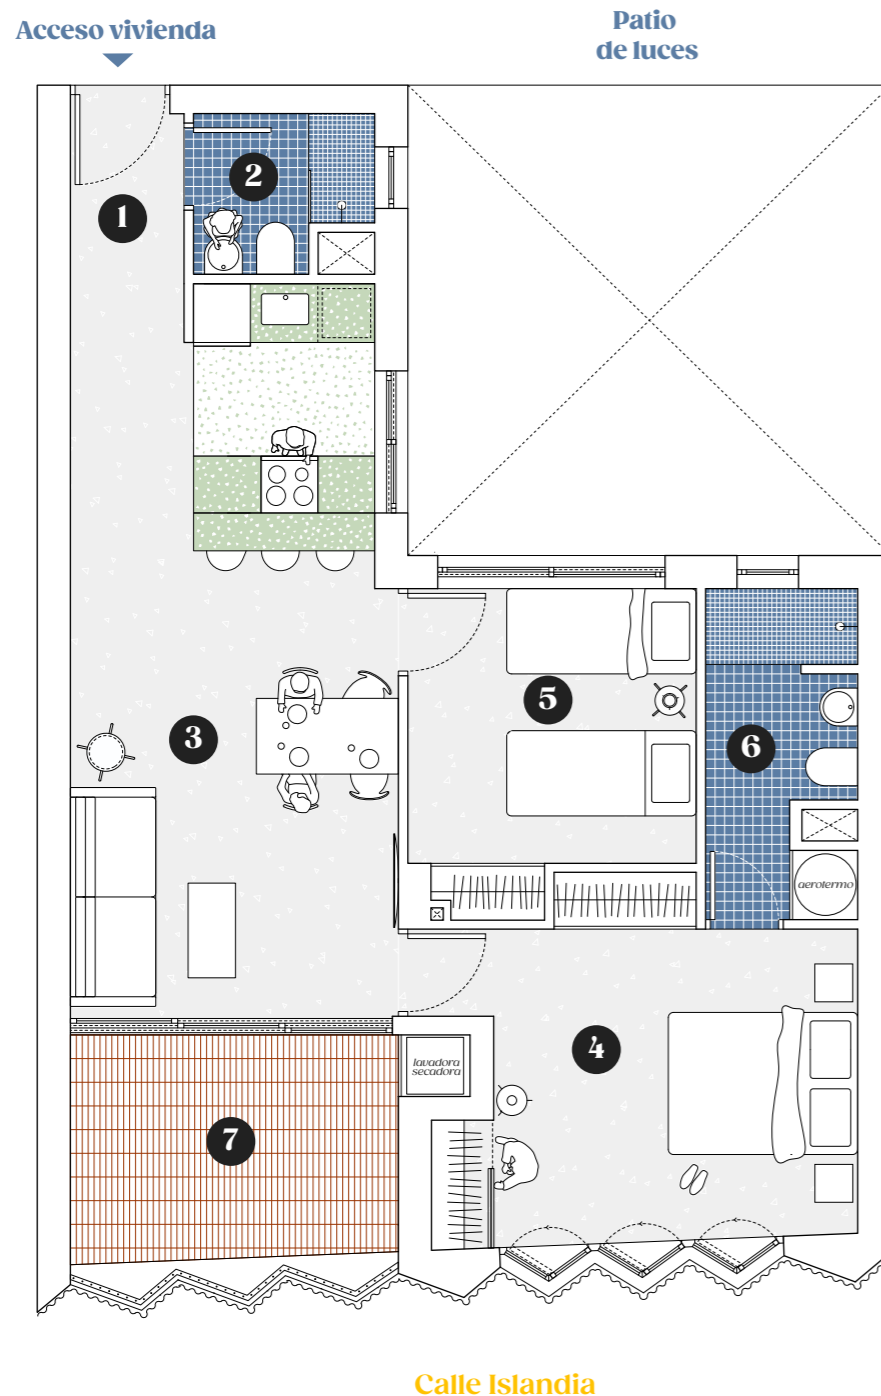 Acceso vivienda
Patio
de luces
1
2
3
4
5
6
7
aerotermo
lavadora
secadora
Calle Islandia